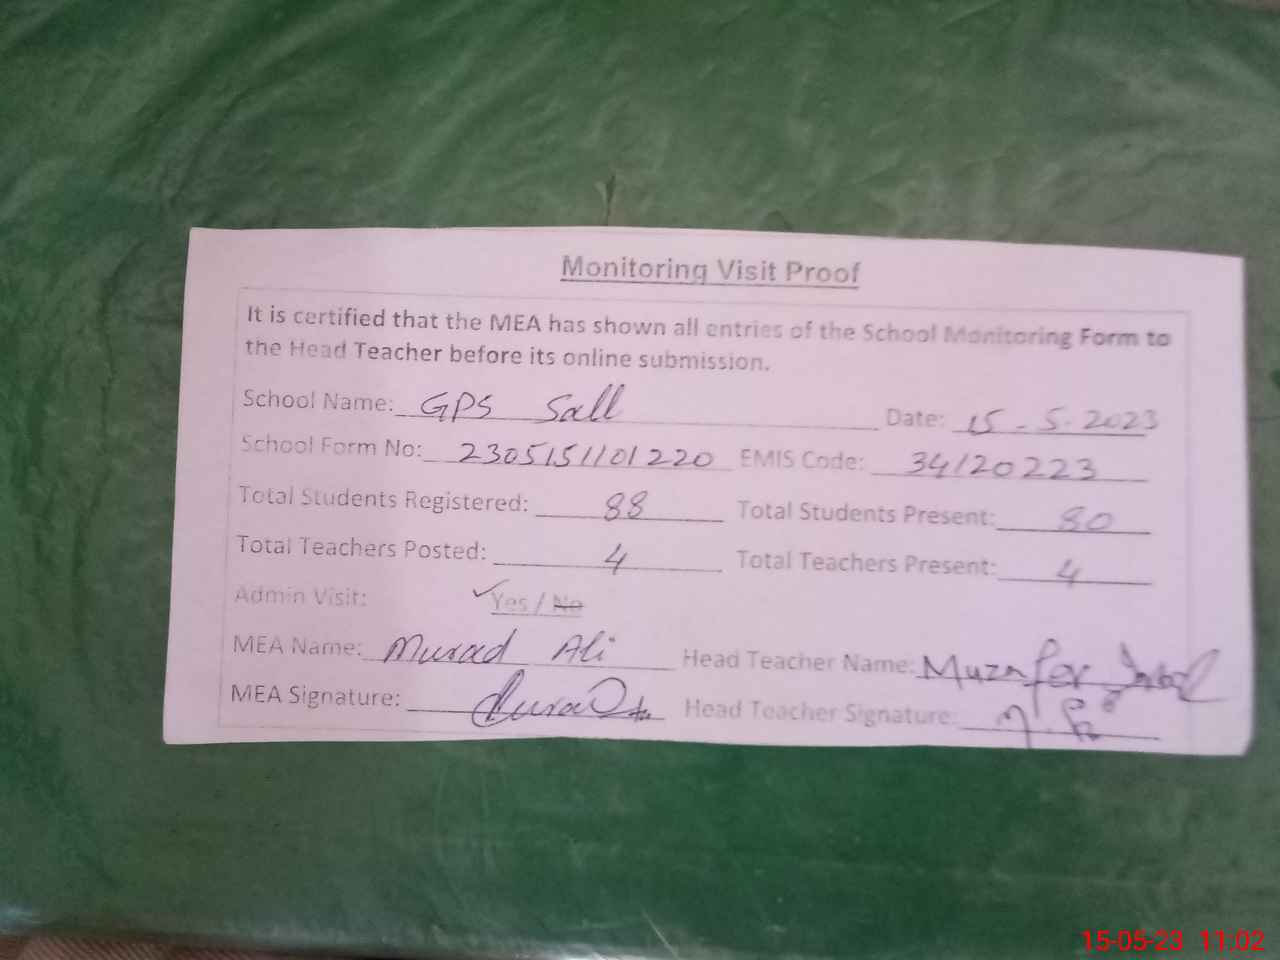 Monitoring Visit Proof
It is certified that the MEA has shown all entries of the School Monitoring Form to
the Head Teacher before its online submission.
School Name: GPS Sall Date: 15-5-2023
School Form No: 2305151101220 EMIS Code: 34120223
Total Students Registered: 88 Total Students Present: 80
Total Teachers Posted: 4 Total Teachers Present: 4
Admin Visit: ✓Yes / No
MEA Name: Murad Ali Head Teacher Name: Muzafer
MEA Signature: Head Teacher Signature:
15-05-23 11:02